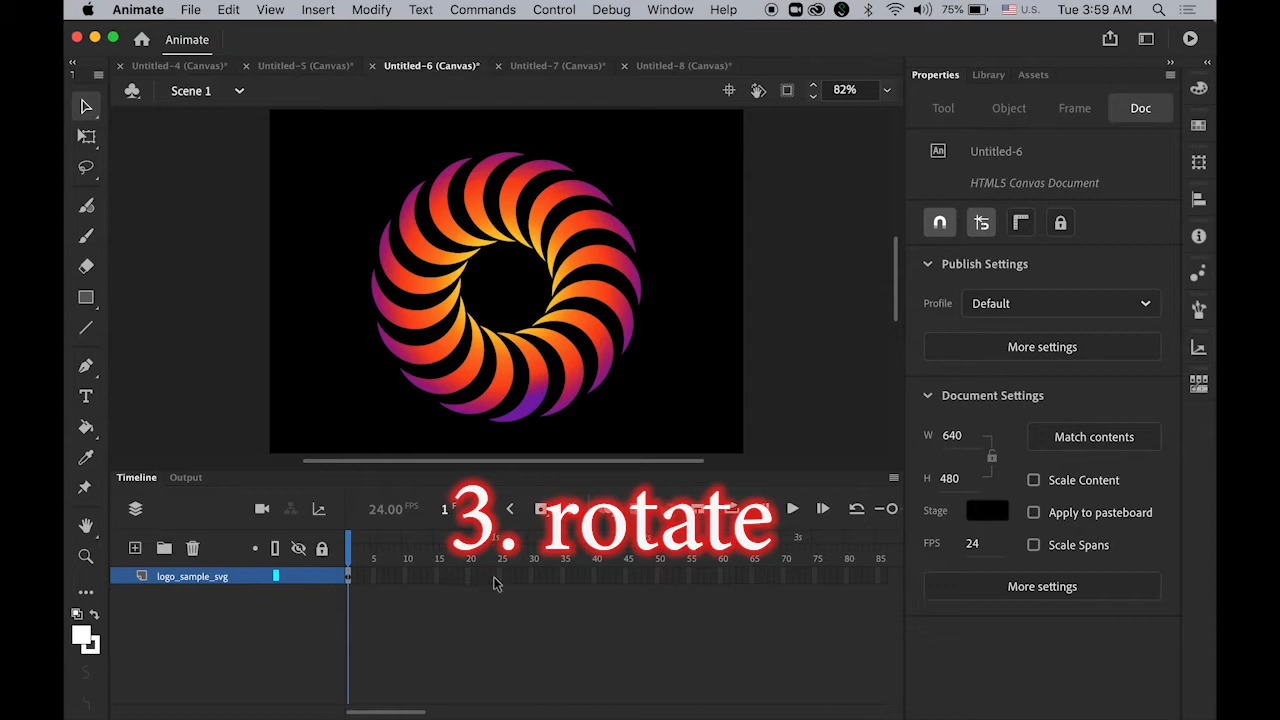 Animate File Edit View Insert Modify Text Commands Control Debug Window Help 75% U.S. Tue 3:59 AM
Animate
Untitled-4 (Canvas)* Untitled-5 (Canvas)* Untitled-6 (Canvas)* Untitled-7 (Canvas)* Untitled-8 (Canvas)*
Scene 1 82%
Properties Library Assets
Tool Object Frame Doc
An Untitled-6
HTML5 Canvas Document
Publish Settings
Profile Default
More settings
Document Settings
W 640 Match contents
H 480 Scale Content
Stage Apply to pasteboard
FPS 24 Scale Spans
More settings
Timeline Output
24.00 FPS 1 F
3. rotate
1s 3s
5 10 15 20 25 30 35 40 45 50 55 60 65 70 75 80 85
logo_sample_svg